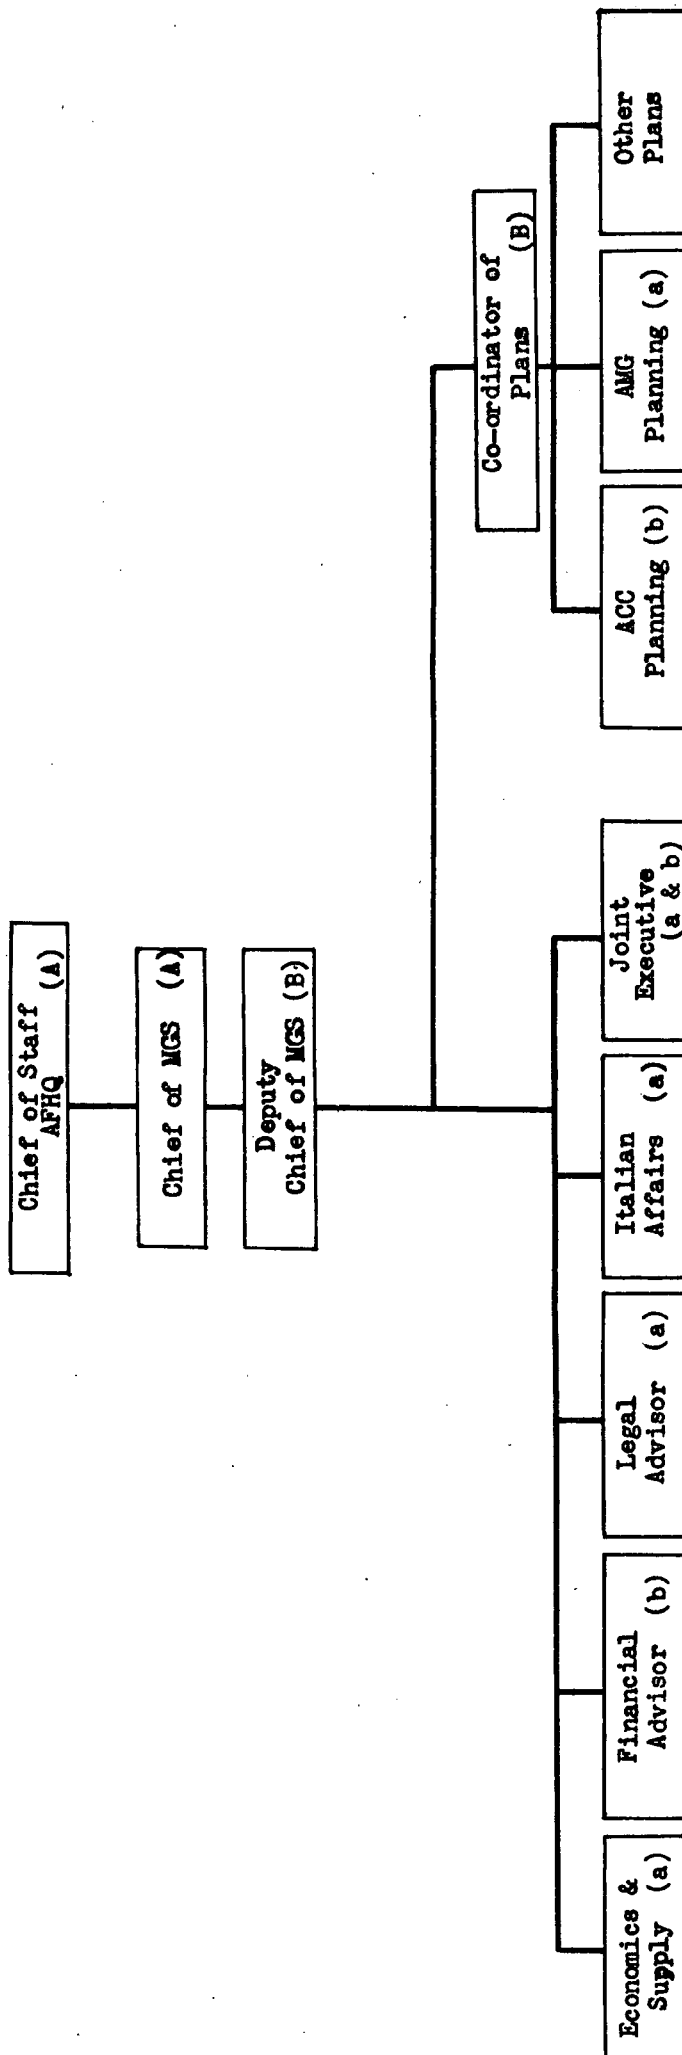 Chief of Staff
AFHQ (A)
Chief of MGS (A)
Deputy
Chief of MGS (B)
Co-ordinator of
Plans (B)
Economics &
Supply (a)
Financial
Advisor (b)
Legal
Advisor (a)
Italian
Affairs (a)
Joint
Executive
(a & b)
ACC
Planning (b)
AMG
Planning (a)
Other
Plans